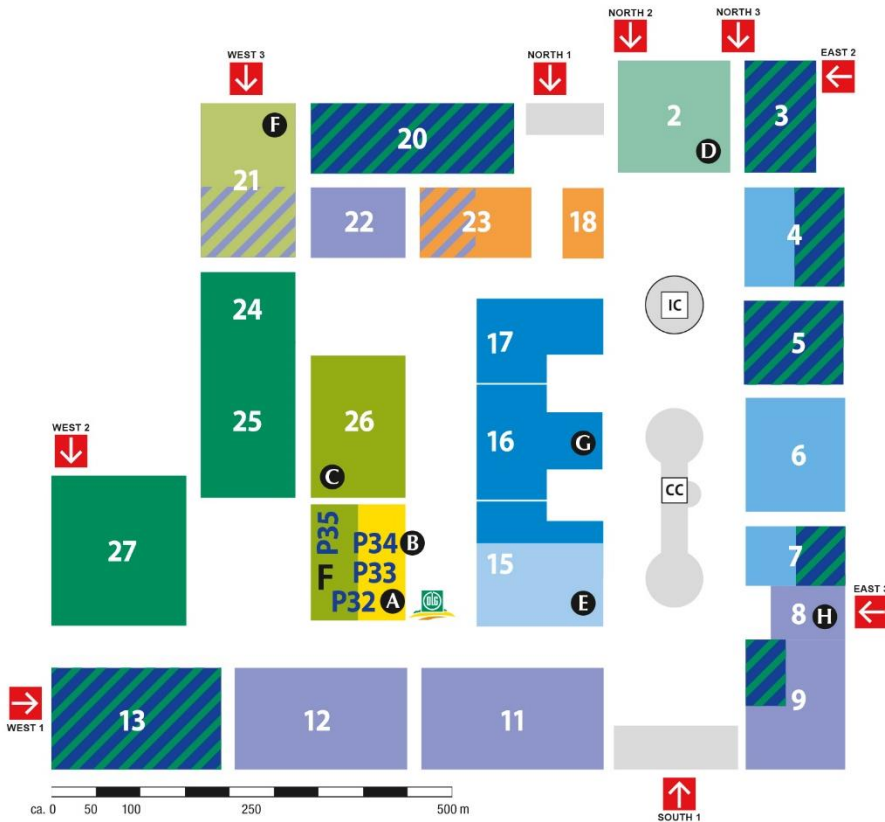 NORTH 2
NORTH 3
WEST 3
NORTH 1
EAST 2
F
20
2
3
D
21
22
23
18
4
IC
24
17
5
25
26
16
G
6
WEST 2
C
CC
27
P35
P34 B
F
P33
P32 A
DLG
15
E
7
EAST 3
8 H
13
12
11
9
WEST 1
ca. 0 50 100 250 500 m
SOUTH 1